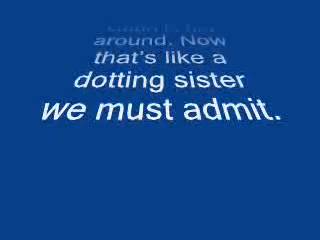 around. Now
that's like a
dotting sister
we must admit.